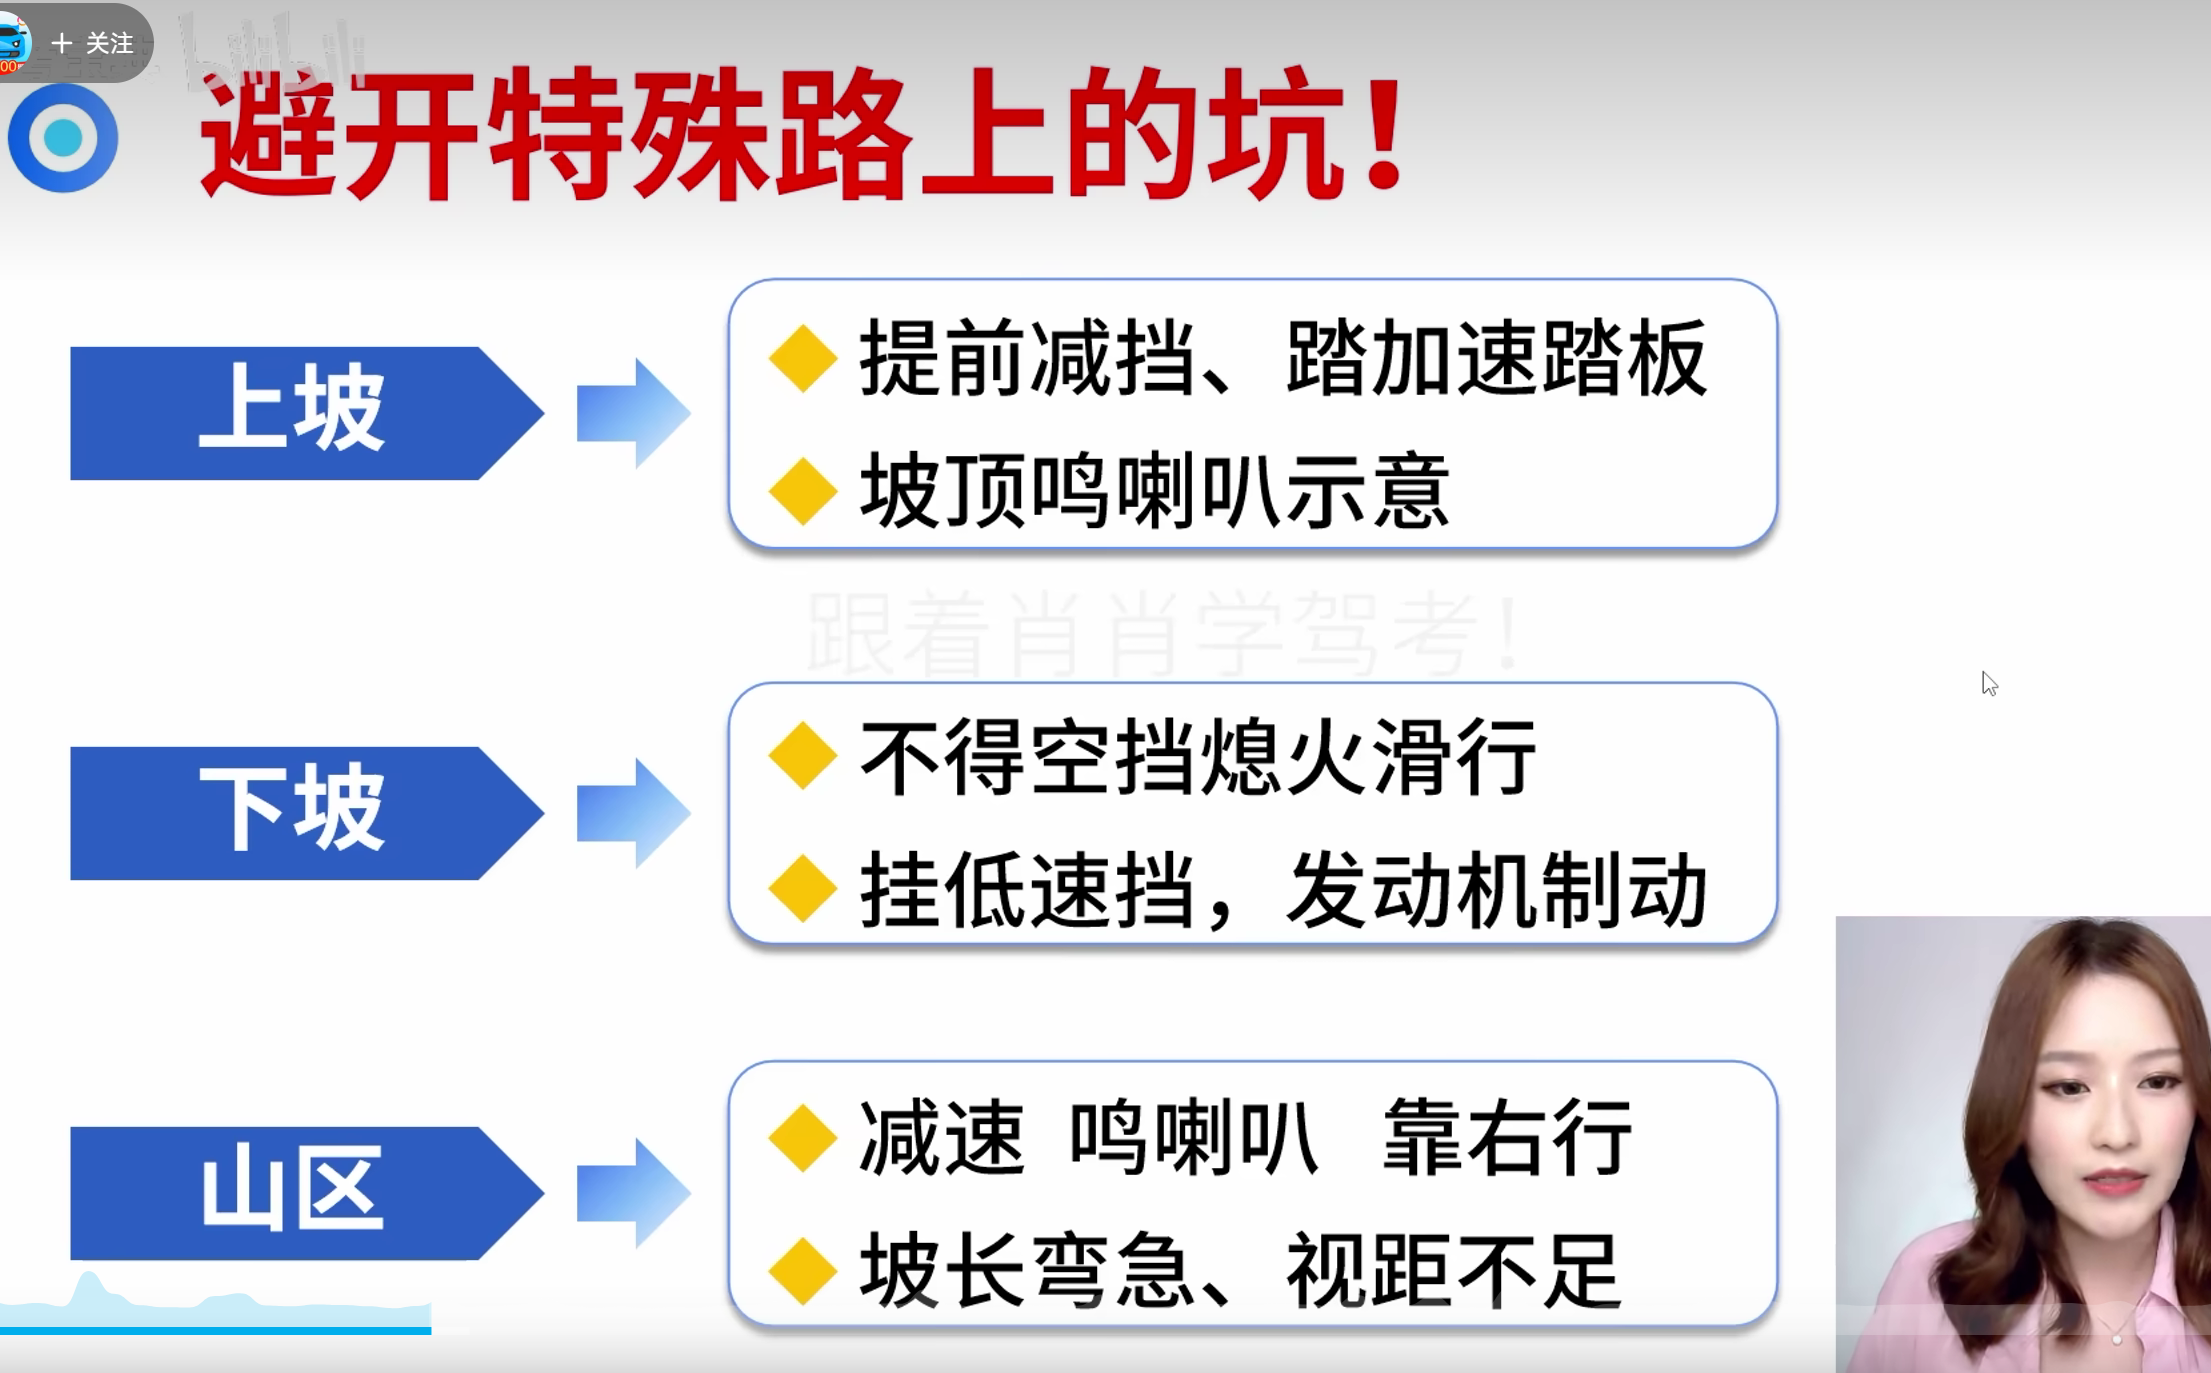 + 关注
bilibili
避开特殊路上的坑！
上坡
提前减挡、踏加速踏板
坡顶鸣喇叭示意
跟着肖肖学驾考！
下坡
不得空挡熄火滑行
挂低速挡，发动机制动
山区
减速 鸣喇叭 靠右行
坡长弯急、视距不足